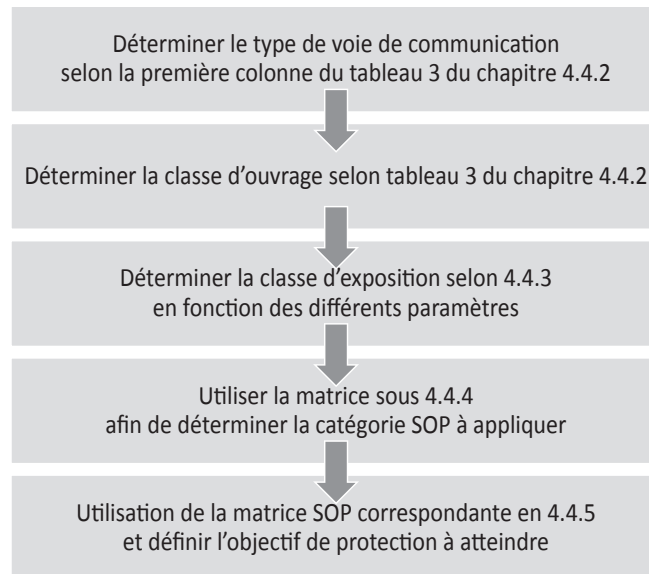 Déterminer le type de voie de communication
selon la première colonne du tableau 3 du chapitre 4.4.2
Déterminer la classe d’ouvrage selon tableau 3 du chapitre 4.4.2
Déterminer la classe d’exposition selon 4.4.3
en fonction des différents paramètres
Utiliser la matrice sous 4.4.4
afin de déterminer la catégorie SOP à appliquer
Utilisation de la matrice SOP correspondante en 4.4.5
et définir l’objectif de protection à atteindre